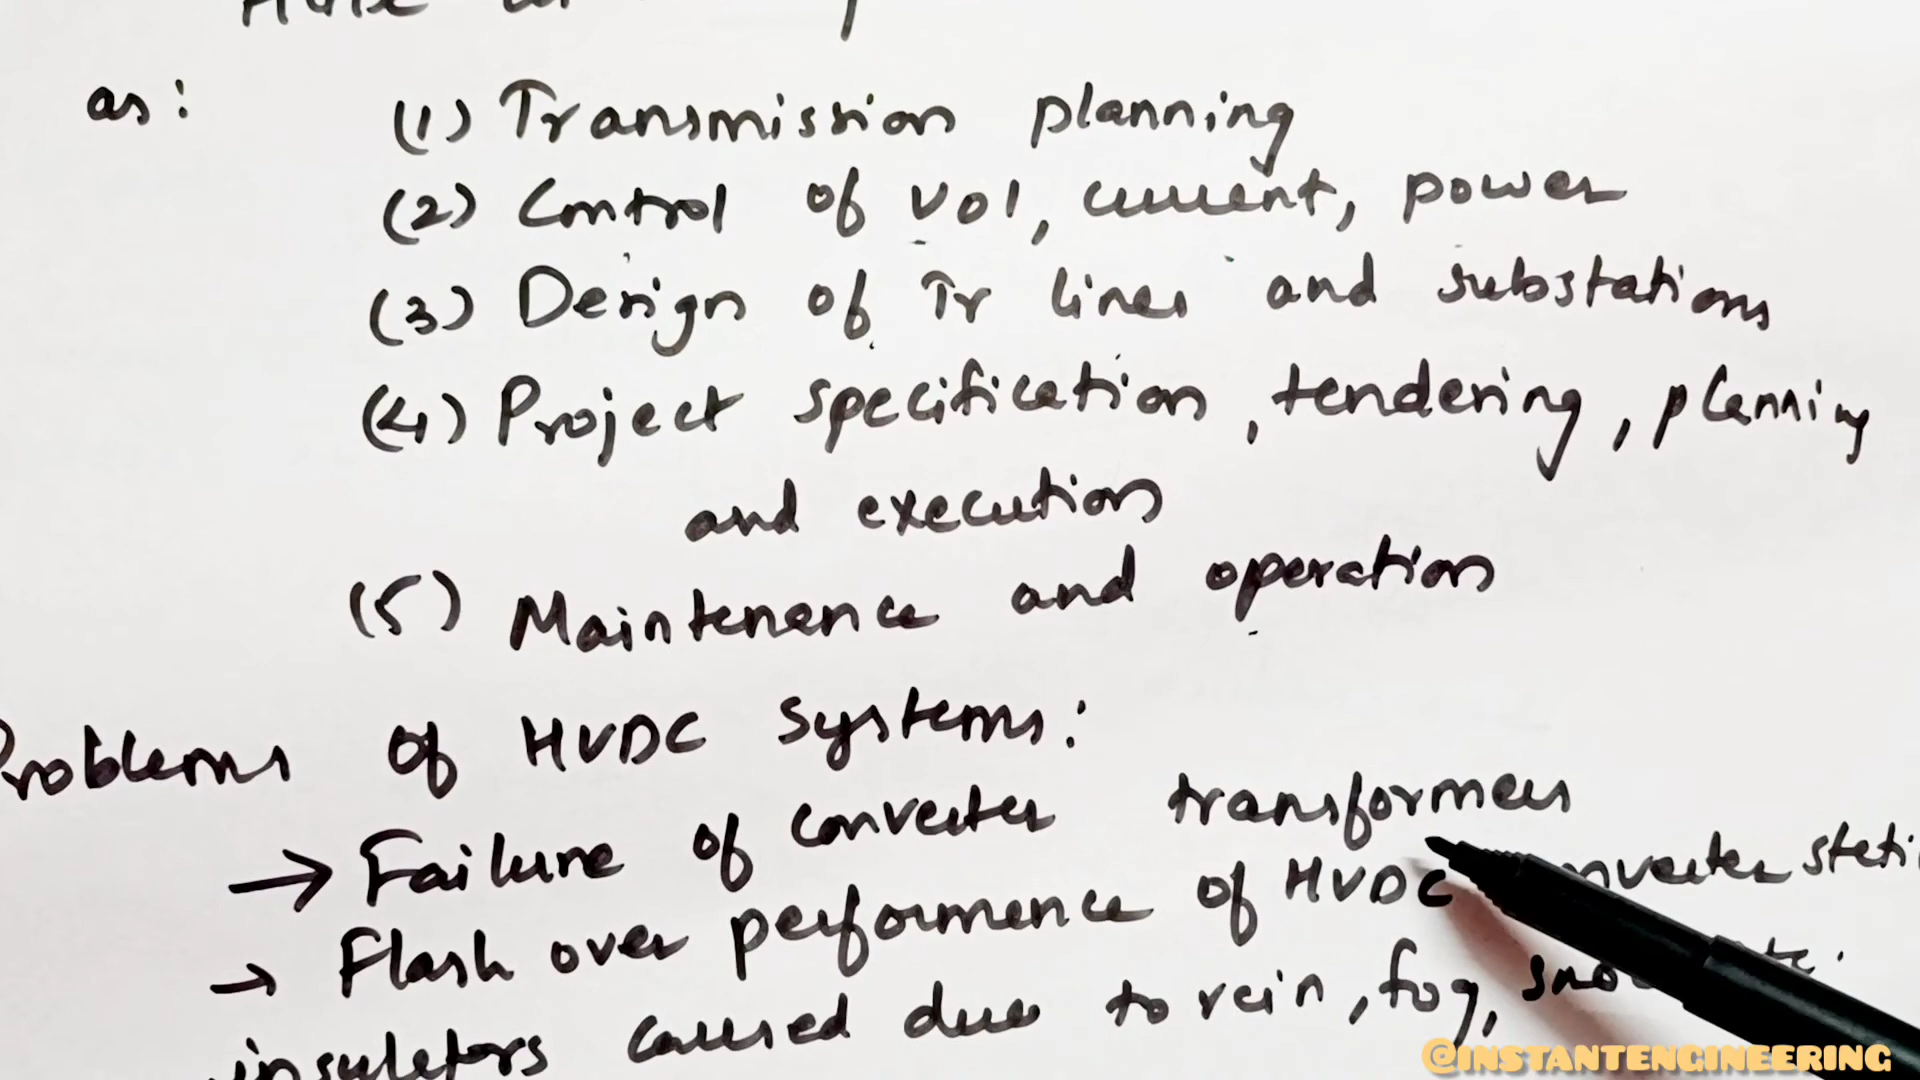 as:
(1) Transmission planning
(2) Control of vol, current, power
(3) Design of Tr lines and substations
(4) Project specification, tendering, planning
and execution
(5) Maintenence and operation
Problems of HVDC systems:
→ Failure of converter transformers
→ Flash over performence of HVDC
insulators caused due to rain, fog,
@INSTANTENGINEERING